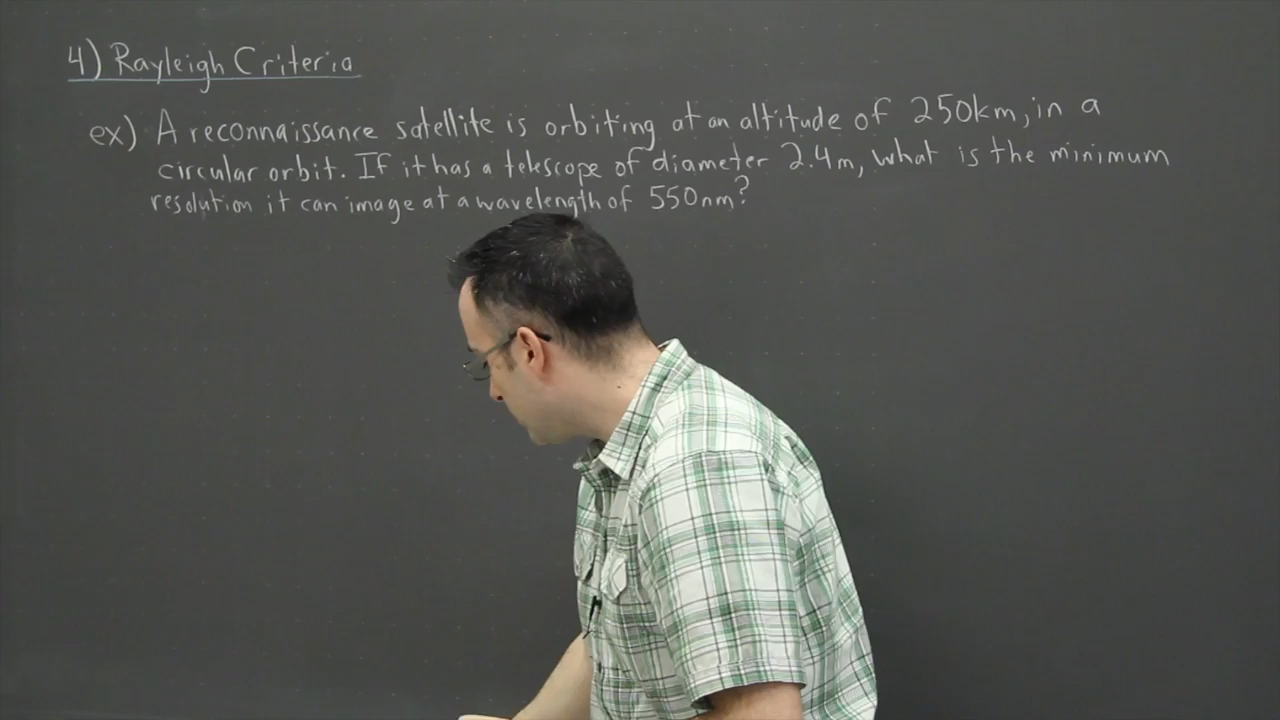 4) Rayleigh Criteria
ex) A reconnaissance satellite is orbiting at an altitude of 250km, in a
circular orbit. If it has a telescope of diameter 2.4m, what is the minimum
resolution it can image at a wavelength of 550nm?